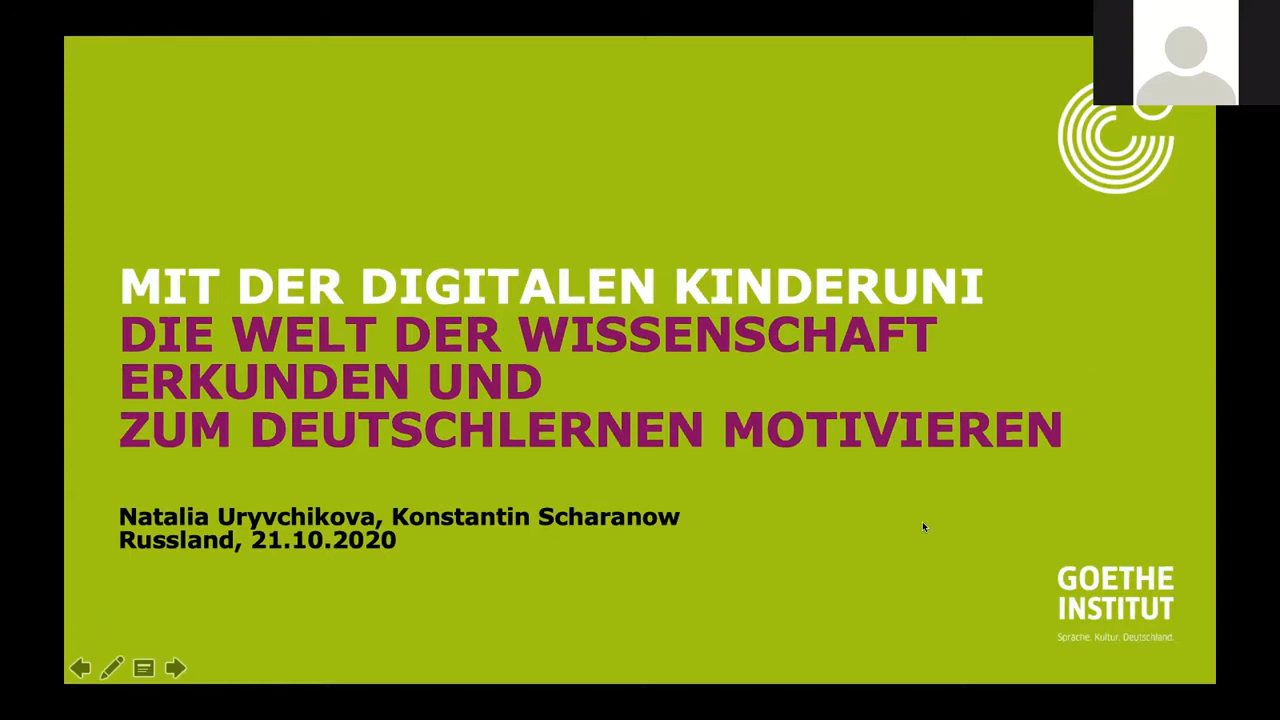 MIT DER DIGITALEN KINDERUNI
DIE WELT DER WISSENSCHAFT
ERKUNDEN UND
ZUM DEUTSCHLERNEN MOTIVIEREN
Natalia Uryvchikova, Konstantin Scharanow
Russland, 21.10.2020
GOETHE
INSTITUT
Sprache. Kultur. Deutschland.